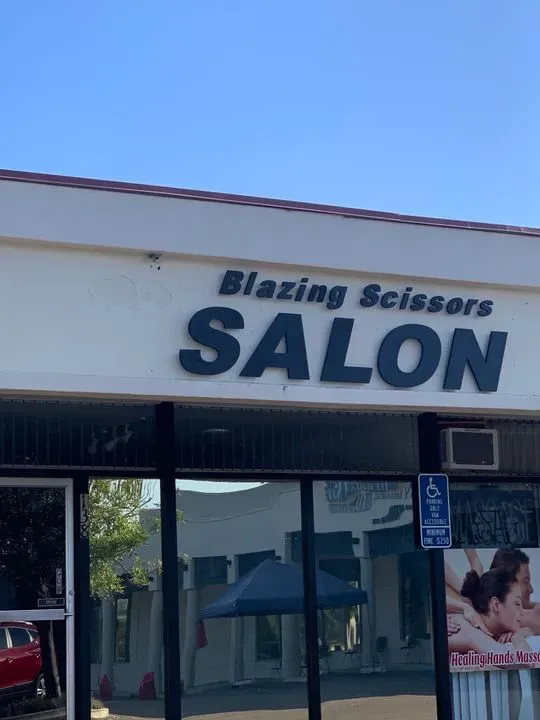 Blazing Scissors
SALON
PARKING
ONLY
VAN
ACCESSIBLE
MINIMUM
FINE $250
Healing Hands Massa